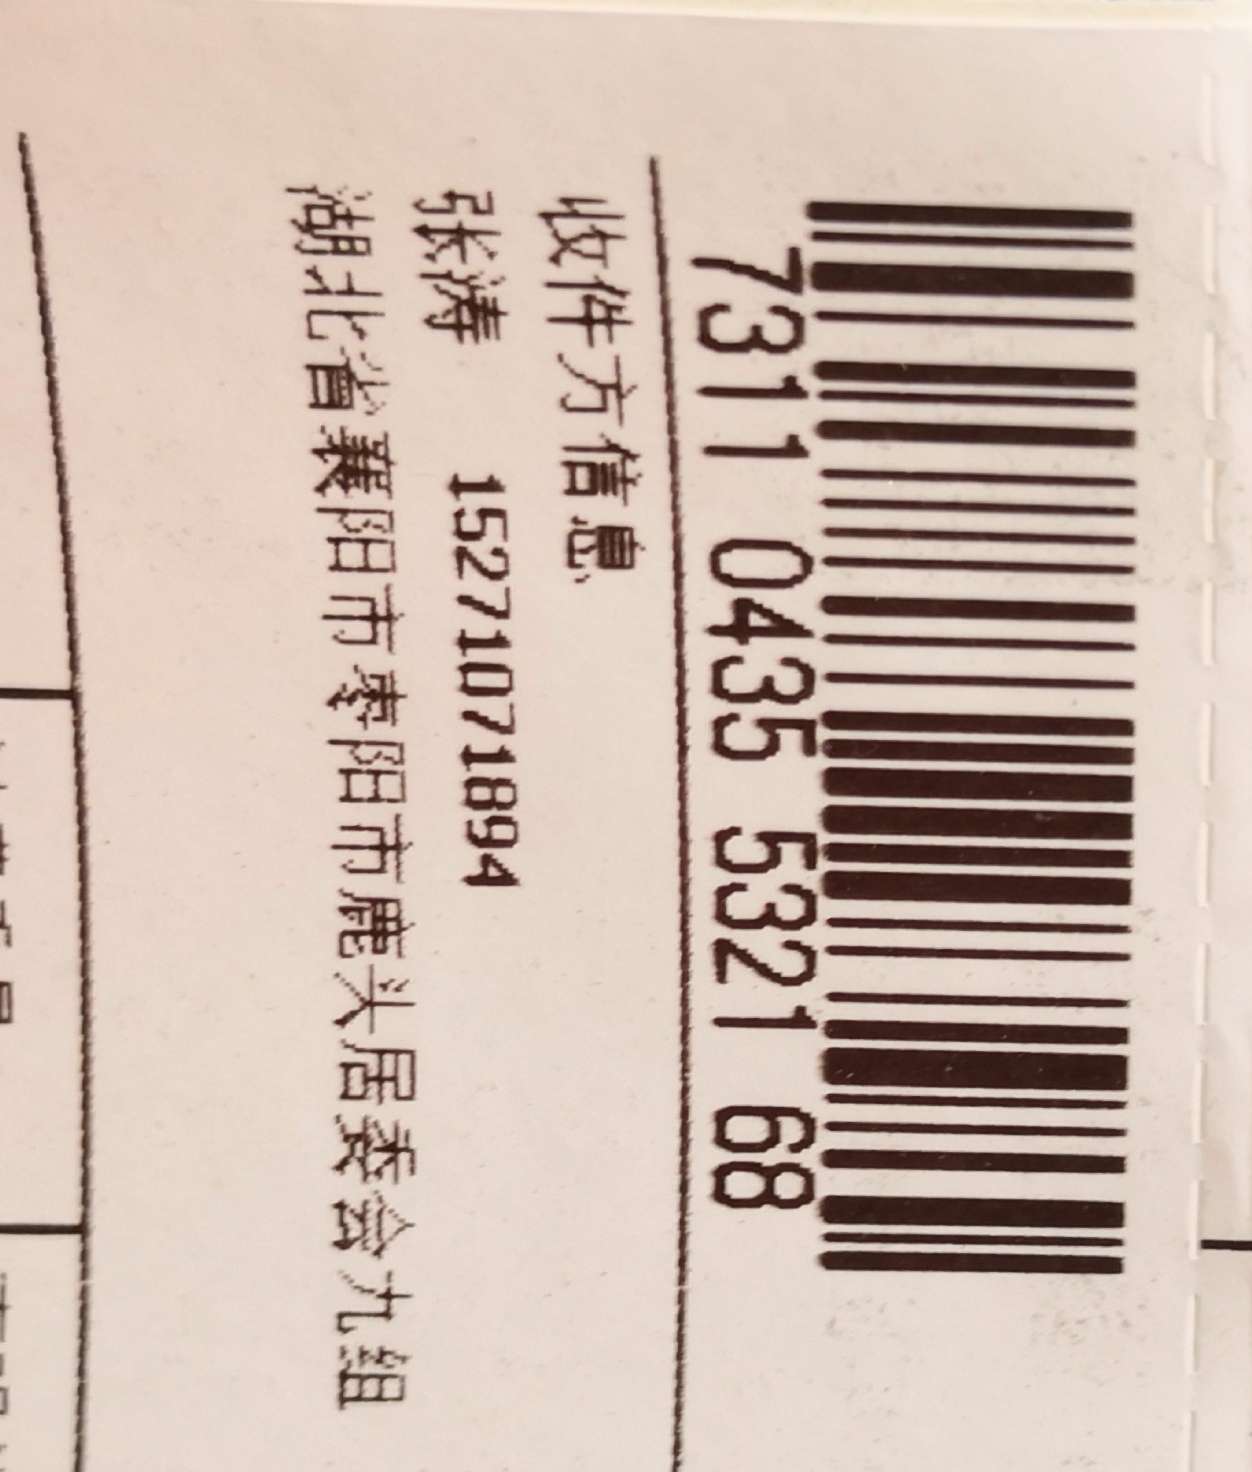 7311 0435 5321 68
收件方信息
张涛 15271071894
湖北省襄阳市枣阳市鹿头居委会九组